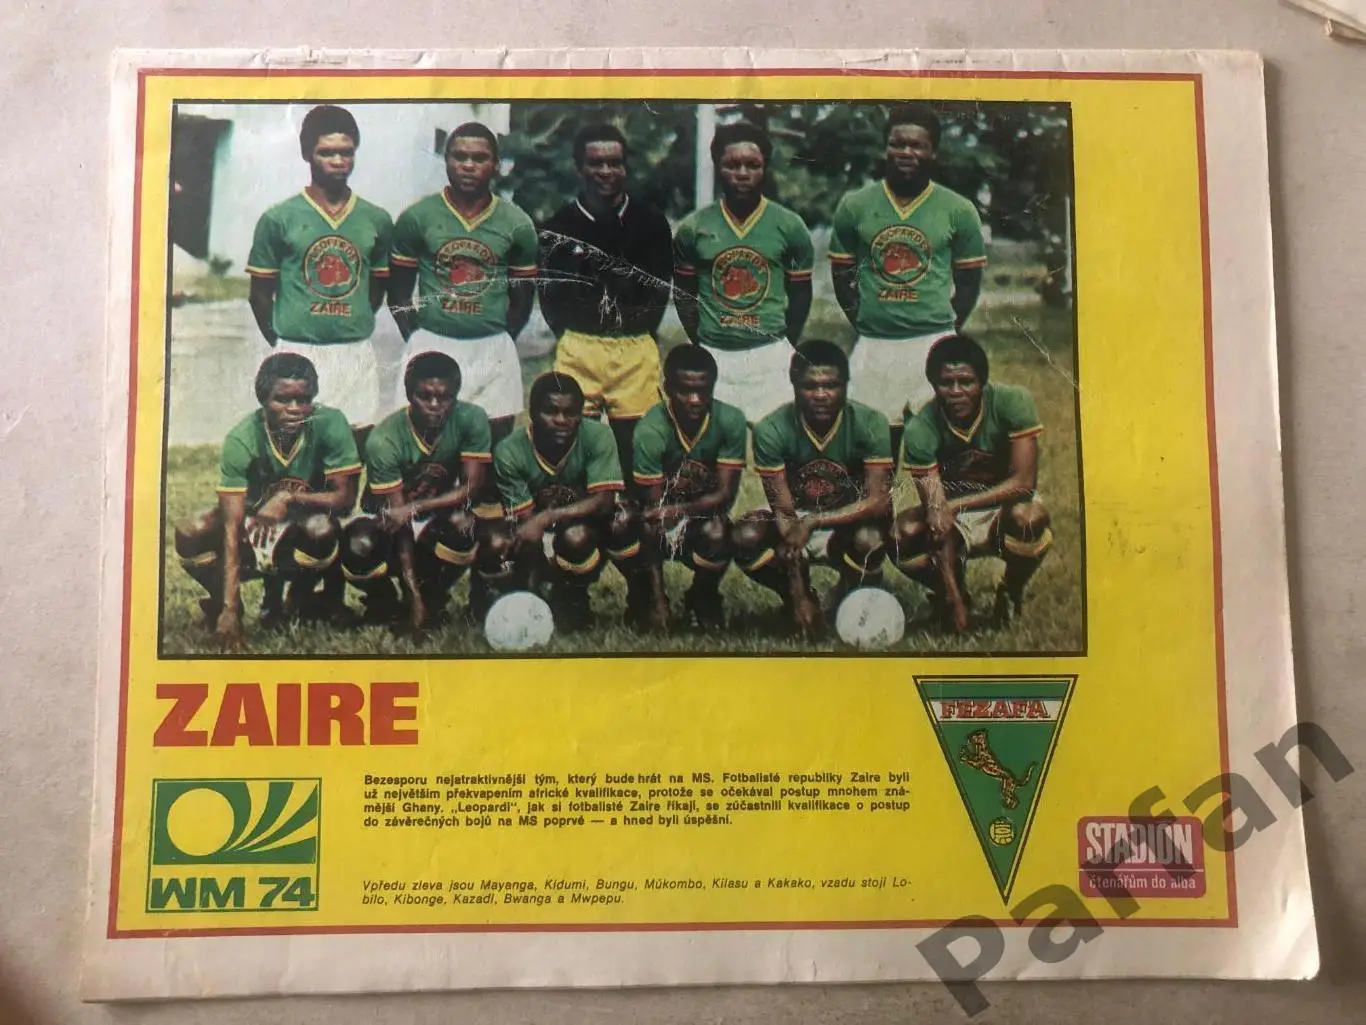 LEOPARDS
ZAIRE
LEOPARDS
ZAIRE
LEOPARDS
ZAIRE
LEOPARDS
ZAIRE
ZAIRE
FEZAFA
Bezesporu nejatraktivnější tým, který bude hrát na MS. Fotbalisté republiky Zaire byli
už největším překvapením africké kvalifikace, protože se očekával postup mnohem zná-
mější Ghany. „Leopardi“, jak si fotbalisté Zaire říkají, se zúčastnili kvalifikace o postup
do závěrečných bojů na MS poprvé — a hned byli úspěšní.
WM 74
Vpředu zleva jsou Mayanga, Kidumi, Bungu, Mükombo, Kilasu a Kakako, vzadu stojí Lo-
bilo, Kibonge, Kazadi, Bwanga a Mwpepu.
STADIÓN
čtenářům do alba
Parfan